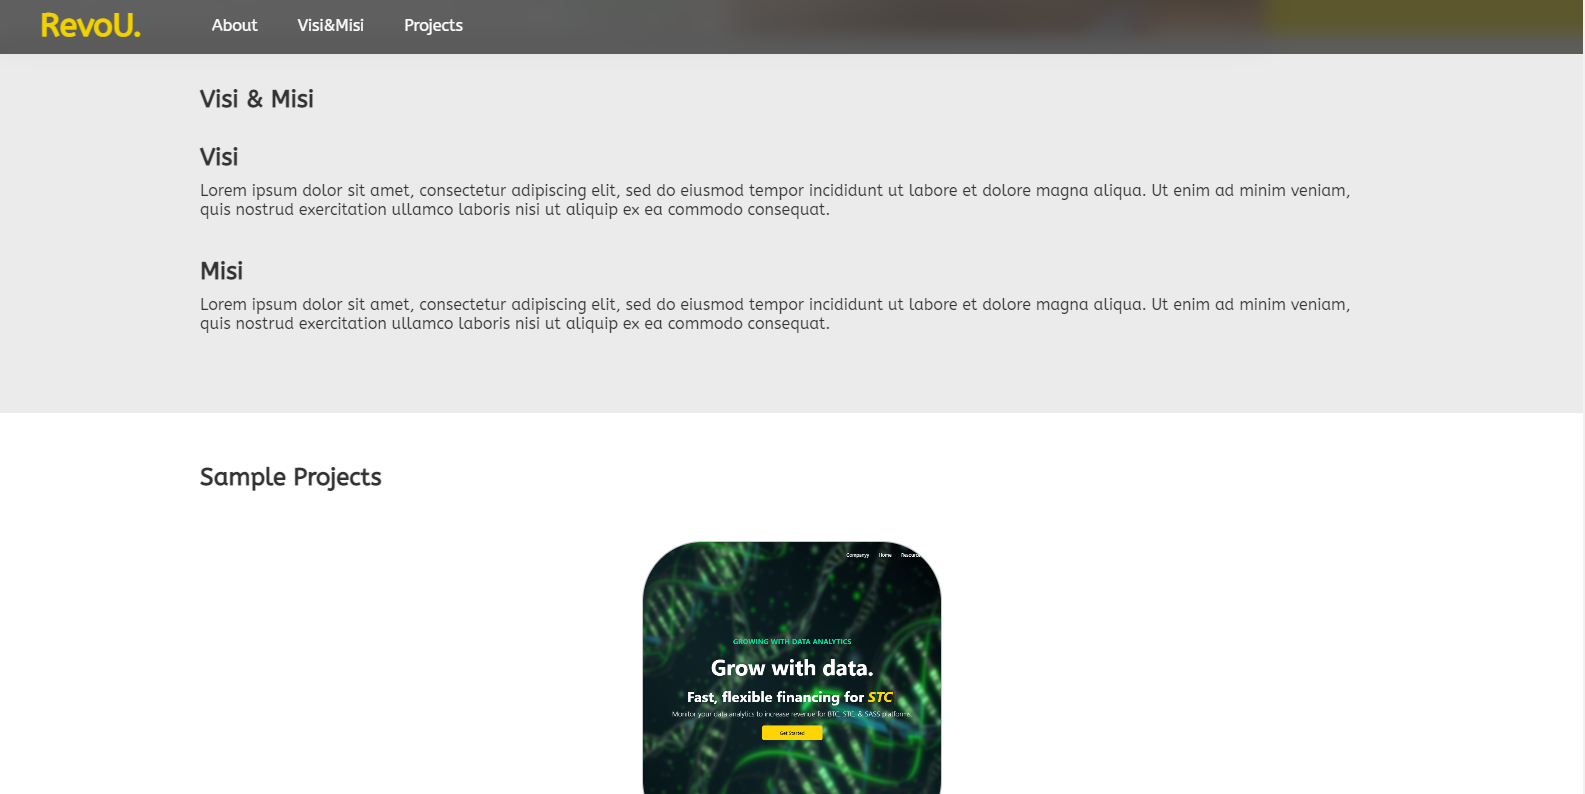 RevoU.
About Visi&Misi Projects
Visi & Misi
Visi
Lorem ipsum dolor sit amet, consectetur adipiscing elit, sed do eiusmod tempor incididunt ut labore et dolore magna aliqua. Ut enim ad minim veniam,
quis nostrud exercitation ullamco laboris nisi ut aliquip ex ea commodo consequat.
Misi
Lorem ipsum dolor sit amet, consectetur adipiscing elit, sed do eiusmod tempor incididunt ut labore et dolore magna aliqua. Ut enim ad minim veniam,
quis nostrud exercitation ullamco laboris nisi ut aliquip ex ea commodo consequat.
Sample Projects
Companyy Home
GROWING WITH DATA ANALYTICS
Grow with data.
Fast, flexible financing for STC
Monitor your data analytics to increase revenue for BTC, STC, & SASS platforms.
Get Started